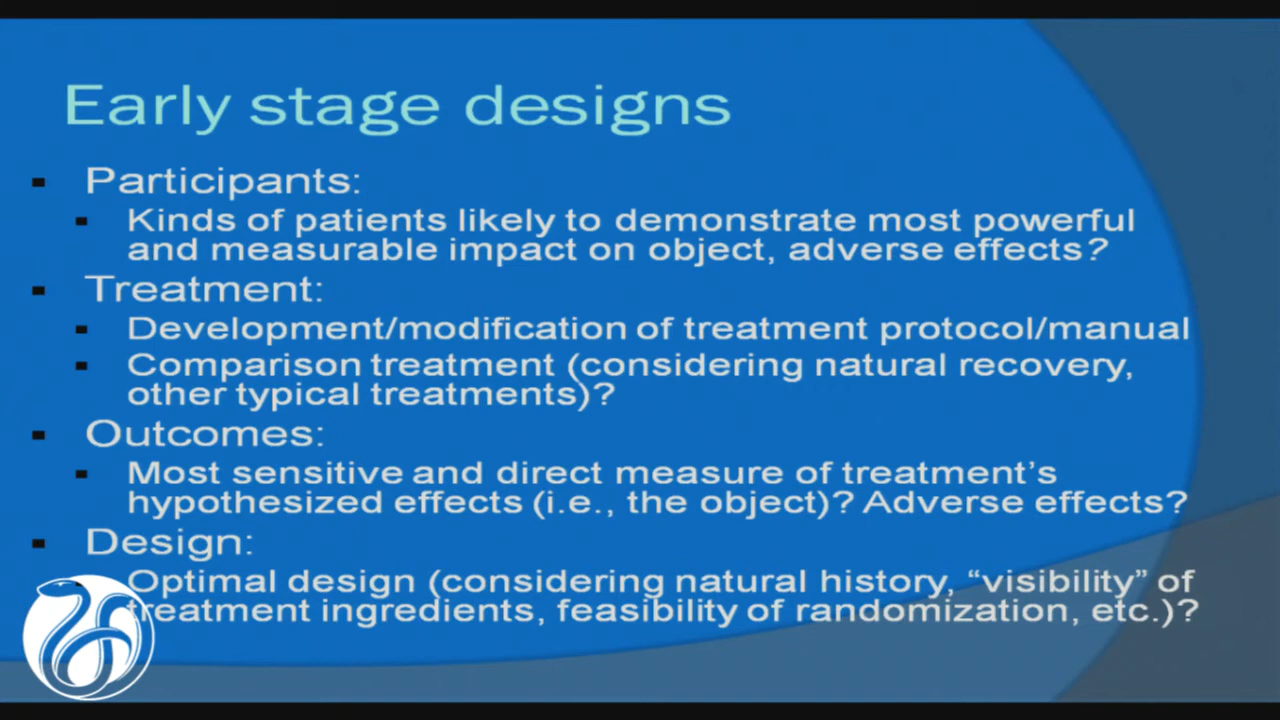 Early stage designs
Participants:
Kinds of patients likely to demonstrate most powerful
and measurable impact on object, adverse effects?
Treatment:
Development/modification of treatment protocol/manual
Comparison treatment (considering natural recovery,
other typical treatments)?
Outcomes:
Most sensitive and direct measure of treatment’s
hypothesized effects (i.e., the object)? Adverse effects?
Design:
Optimal design (considering natural history, “visibility” of
treatment ingredients, feasibility of randomization, etc.)?